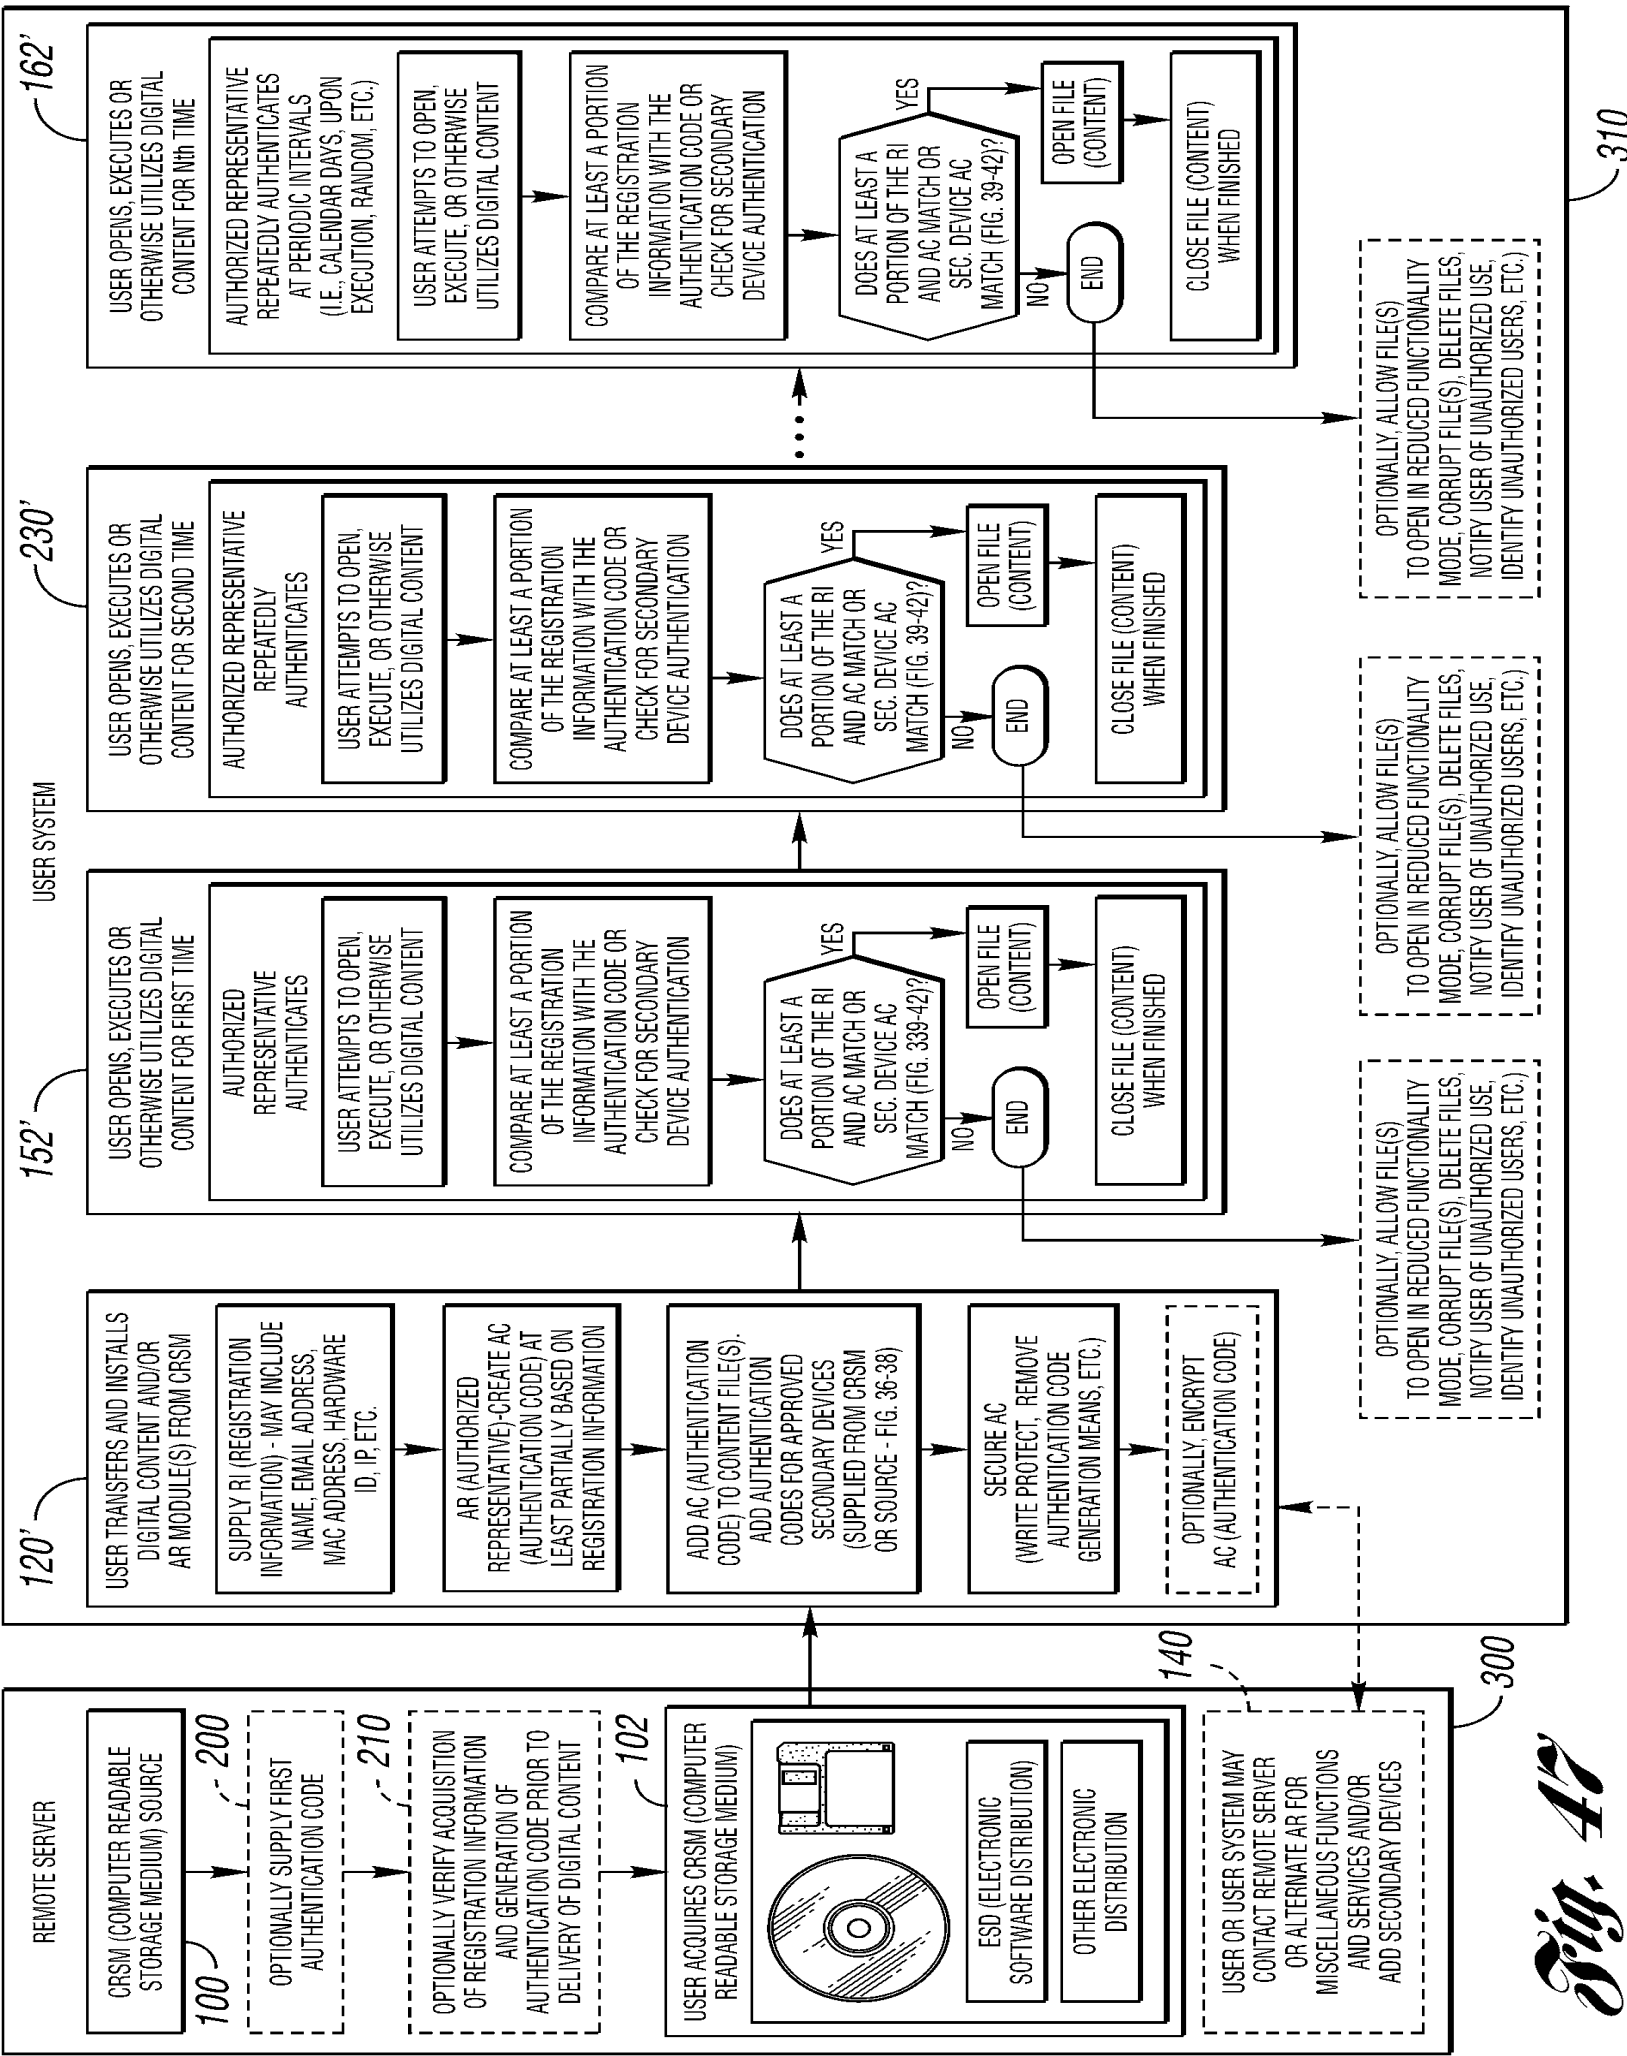 REMOTE SERVER
CRSM (COMPUTER READABLE
STORAGE MEDIUM) SOURCE
100
OPTIONALLY SUPPLY FIRST
AUTHENTICATION CODE
200
OPTIONALLY VERIFY ACQUISITION
OF REGISTRATION INFORMATION
AND GENERATION OF
AUTHENTICATION CODE PRIOR TO
DELIVERY OF DIGITAL CONTENT
210
USER ACQUIRES CRSM (COMPUTER
READABLE STORAGE MEDIUM)
102
ESD (ELECTRONIC
SOFTWARE DISTRIBUTION)
OTHER ELECTRONIC
DISTRIBUTION
USER OR USER SYSTEM MAY
CONTACT REMOTE SERVER
OR ALTERNATE AR FOR
MISCELLANEOUS FUNCTIONS
AND SERVICES AND/OR
ADD SECONDARY DEVICES
140
300
USER SYSTEM
120'
USER TRANSFERS AND INSTALLS
DIGITAL CONTENT AND/OR
AR MODULE(S) FROM CRSM
SUPPLY RI (REGISTRATION
INFORMATION) - MAY INCLUDE
NAME, EMAIL ADDRESS,
MAC ADDRESS, HARDWARE
ID, IP, ETC.
AR (AUTHORIZED
REPRESENTATIVE)-CREATE AC
(AUTHENTICATION CODE) AT
LEAST PARTIALLY BASED ON
REGISTRATION INFORMATION
ADD AC (AUTHENTICATION
CODE) TO CONTENT FILE(S).
ADD AUTHENTICATION
CODES FOR APPROVED
SECONDARY DEVICES
(SUPPLIED FROM CRSM
OR SOURCE - FIG. 36-38)
SECURE AC
(WRITE PROTECT, REMOVE
AUTHENTICATION CODE
GENERATION MEANS, ETC.)
OPTIONALLY, ENCRYPT
AC (AUTHENTICATION CODE)
152'
USER OPENS, EXECUTES OR
OTHERWISE UTILIZES DIGITAL
CONTENT FOR FIRST TIME
AUTHORIZED
REPRESENTATIVE
AUTHENTICATES
USER ATTEMPTS TO OPEN,
EXECUTE, OR OTHERWISE
UTILIZES DIGITAL CONTENT
COMPARE AT LEAST A PORTION
OF THE REGISTRATION
INFORMATION WITH THE
AUTHENTICATION CODE OR
CHECK FOR SECONDARY
DEVICE AUTHENTICATION
DOES AT LEAST A
PORTION OF THE RI
AND AC MATCH OR
SEC. DEVICE AC
MATCH (FIG. 339-42)?
YES
NO
END
OPEN FILE
(CONTENT)
CLOSE FILE (CONTENT)
WHEN FINISHED
OPTIONALLY, ALLOW FILE(S)
TO OPEN IN REDUCED FUNCTIONALITY
MODE, CORRUPT FILE(S), DELETE FILES,
NOTIFY USER OF UNAUTHORIZED USE,
IDENTIFY UNAUTHORIZED USERS, ETC.)
230'
USER OPENS, EXECUTES OR
OTHERWISE UTILIZES DIGITAL
CONTENT FOR SECOND TIME
AUTHORIZED REPRESENTATIVE
REPEATEDLY
AUTHENTICATES
USER ATTEMPTS TO OPEN,
EXECUTE, OR OTHERWISE
UTILIZES DIGITAL CONTENT
COMPARE AT LEAST A PORTION
OF THE REGISTRATION
INFORMATION WITH THE
AUTHENTICATION CODE OR
CHECK FOR SECONDARY
DEVICE AUTHENTICATION
DOES AT LEAST A
PORTION OF THE RI
AND AC MATCH OR
SEC. DEVICE AC
MATCH (FIG. 39-42)?
YES
NO
END
OPEN FILE
(CONTENT)
CLOSE FILE (CONTENT)
WHEN FINISHED
OPTIONALLY, ALLOW FILE(S)
TO OPEN IN REDUCED FUNCTIONALITY
MODE, CORRUPT FILE(S), DELETE FILES,
NOTIFY USER OF UNAUTHORIZED USE,
IDENTIFY UNAUTHORIZED USERS, ETC.)
162'
USER OPENS, EXECUTES OR
OTHERWISE UTILIZES DIGITAL
CONTENT FOR Nth TIME
AUTHORIZED REPRESENTATIVE
REPEATEDLY AUTHENTICATES
AT PERIODIC INTERVALS
(I.E., CALENDAR DAYS, UPON
EXECUTION, RANDOM, ETC.)
USER ATTEMPTS TO OPEN,
EXECUTE, OR OTHERWISE
UTILIZES DIGITAL CONTENT
COMPARE AT LEAST A PORTION
OF THE REGISTRATION
INFORMATION WITH THE
AUTHENTICATION CODE OR
CHECK FOR SECONDARY
DEVICE AUTHENTICATION
DOES AT LEAST A
PORTION OF THE RI
AND AC MATCH OR
SEC. DEVICE AC
MATCH (FIG. 39-42)?
YES
NO
END
OPEN FILE
(CONTENT)
CLOSE FILE (CONTENT)
WHEN FINISHED
OPTIONALLY, ALLOW FILE(S)
TO OPEN IN REDUCED FUNCTIONALITY
MODE, CORRUPT FILE(S), DELETE FILES,
NOTIFY USER OF UNAUTHORIZED USE,
IDENTIFY UNAUTHORIZED USERS, ETC.)
310
Fig. 47